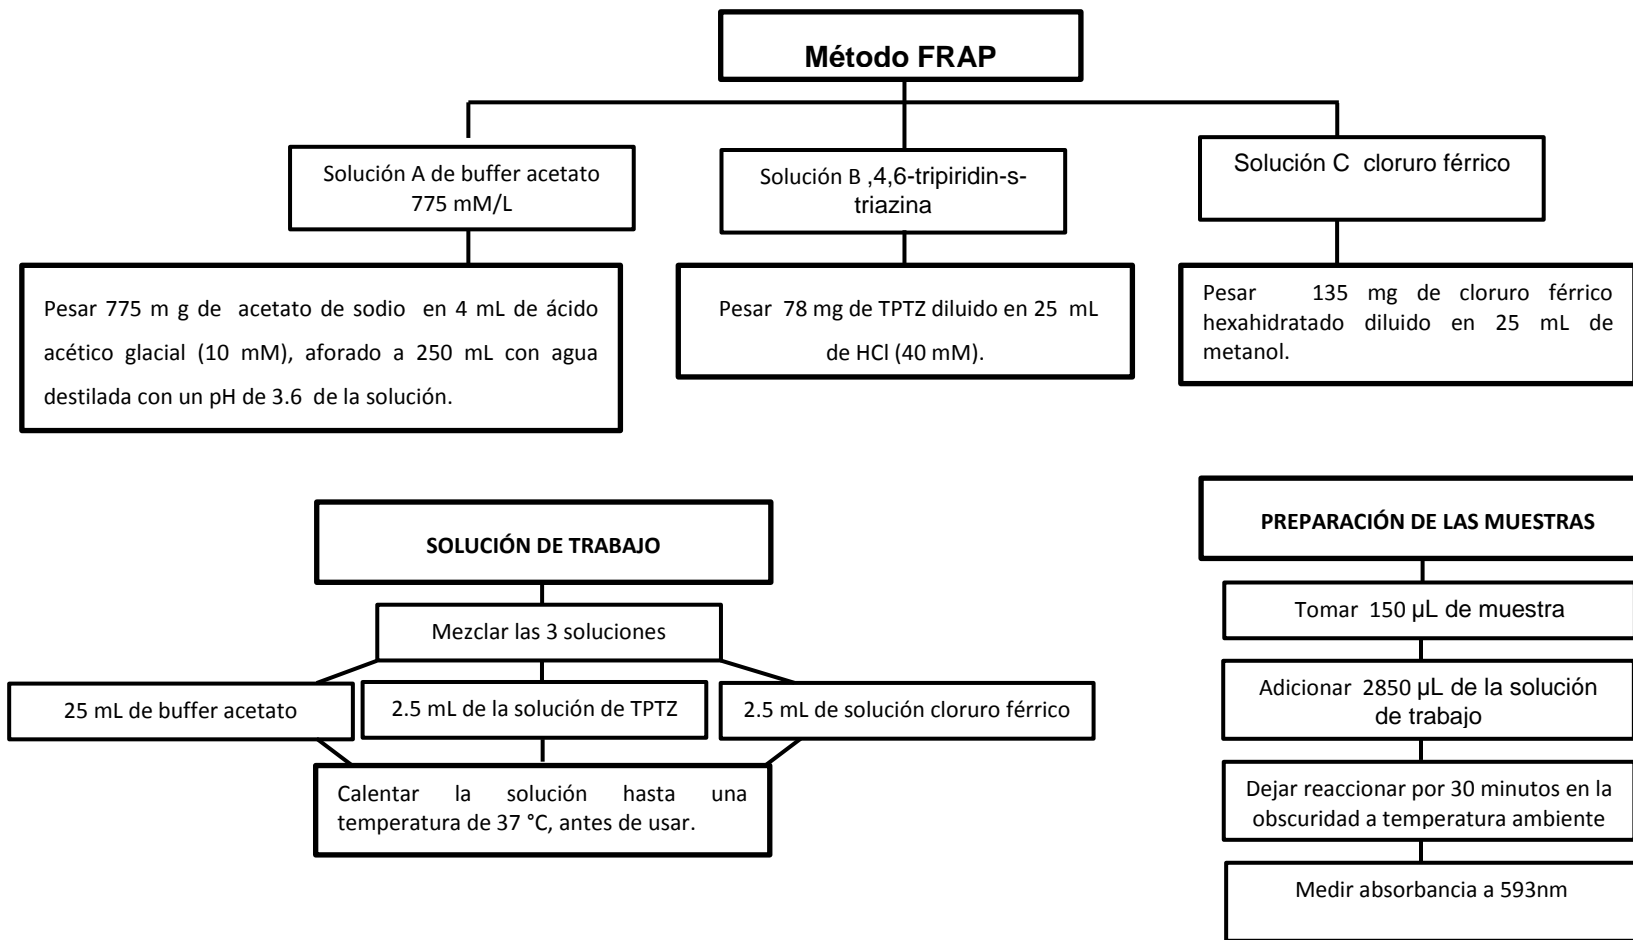 Método FRAP
Solución A de buffer acetato
775 mM/L
Solución B ,4,6-tripiridin-s-
triazina
Solución C cloruro férrico
Pesar 775 m g de acetato de sodio en 4 mL de ácido
acético glacial (10 mM), aforado a 250 mL con agua
destilada con un pH de 3.6 de la solución.
Pesar 78 mg de TPTZ diluido en 25 mL
de HCl (40 mM).
Pesar 135 mg de cloruro férrico
hexahidratado diluido en 25 mL de
metanol.
SOLUCIÓN DE TRABAJO
Mezclar las 3 soluciones
25 mL de buffer acetato
2.5 mL de la solución de TPTZ
2.5 mL de solución cloruro férrico
Calentar la solución hasta una
temperatura de 37 °C, antes de usar.
PREPARACIÓN DE LAS MUESTRAS
Tomar 150 µL de muestra
Adicionar 2850 µL de la solución
de trabajo
Dejar reaccionar por 30 minutos en la
obscuridad a temperatura ambiente
Medir absorbancia a 593nm